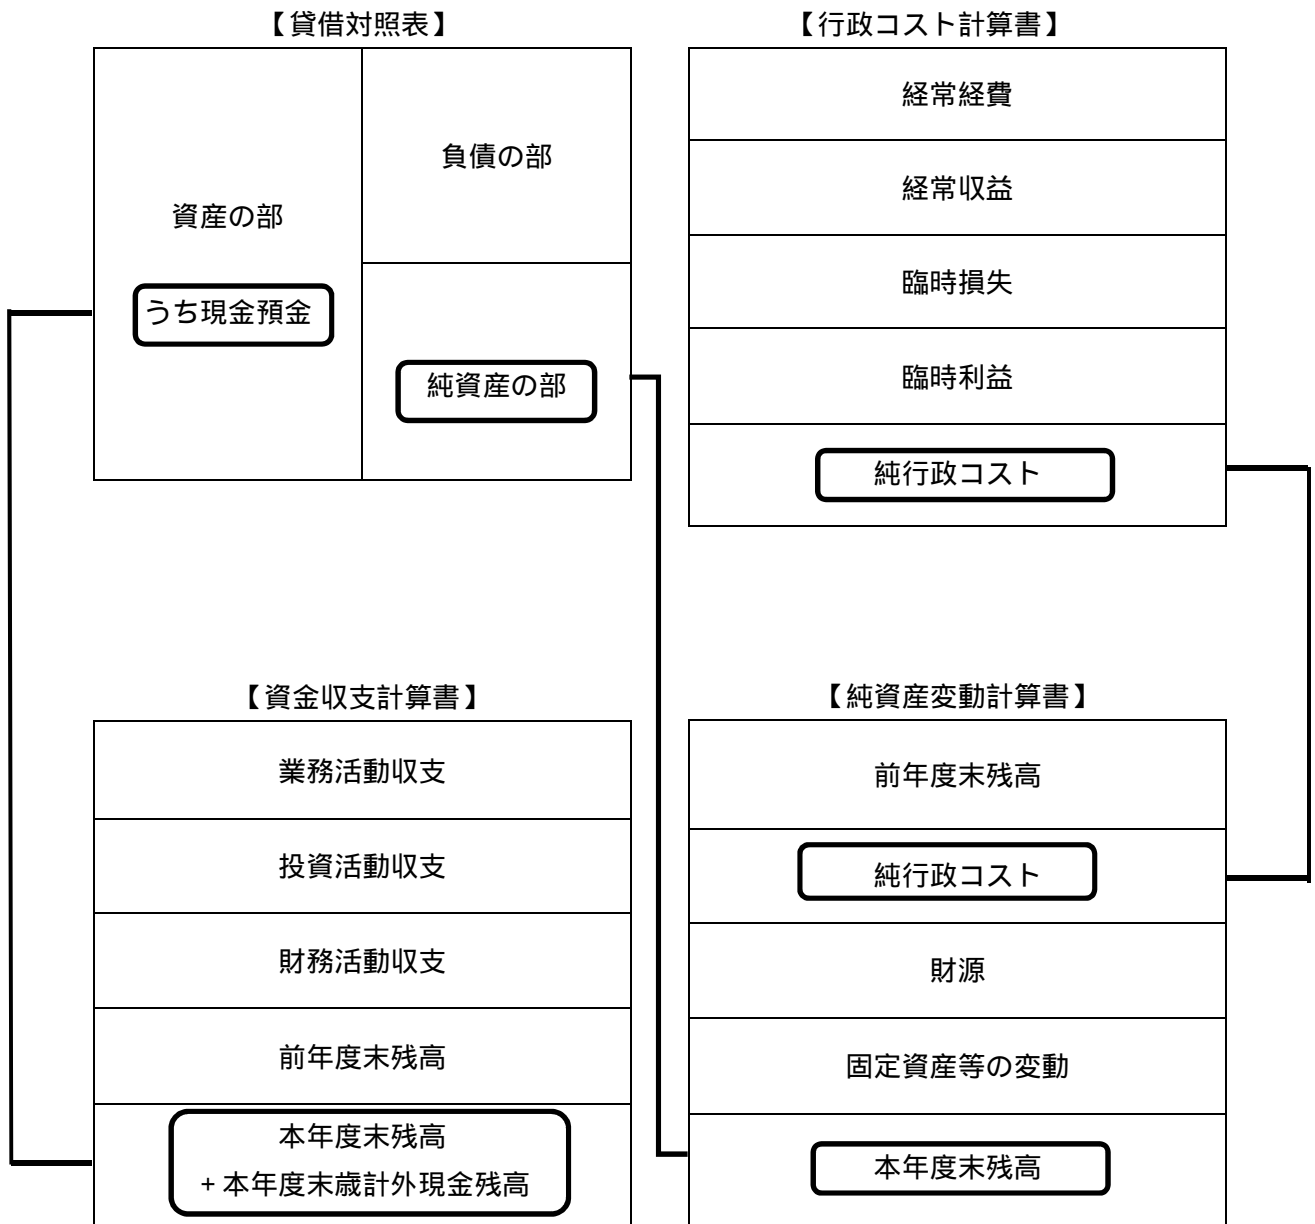 【貸借対照表】
資産の部
うち現金預金
負債の部
純資産の部
【行政コスト計算書】
経常経費
経常収益
臨時損失
臨時利益
純行政コスト
【資金収支計算書】
業務活動収支
投資活動収支
財務活動収支
前年度末残高
本年度末残高
+本年度末歳計外現金残高
【純資産変動計算書】
前年度末残高
純行政コスト
財源
固定資産等の変動
本年度末残高